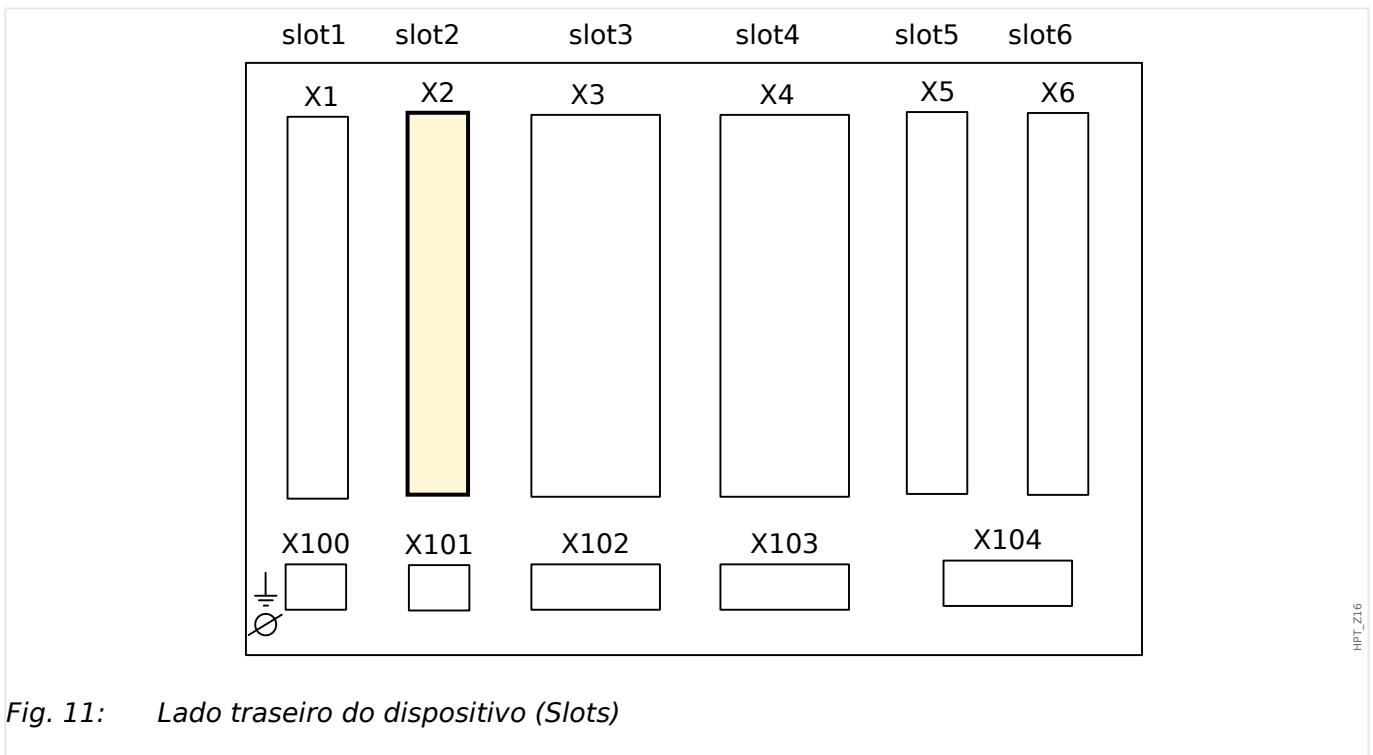 slot1 slot2 slot3 slot4 slot5 slot6
X1 X2 X3 X4 X5 X6
X100 X101 X102 X103 X104
HPT_Z16
Fig. 11: Lado traseiro do dispositivo (Slots)